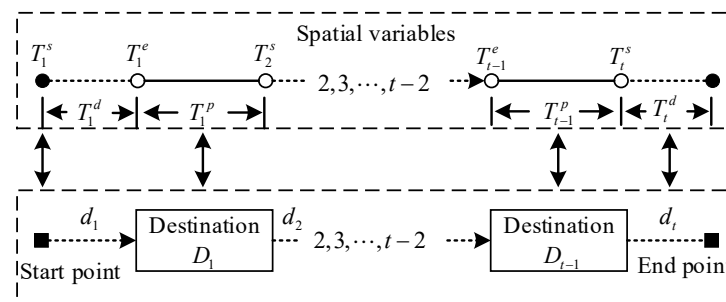 Spatial variables
T_1^s T_1^e T_2^s 2,3,⋯,t−2 T_{t−1}^e T_t^s
T_1^d T_1^p T_{t−1}^p T_t^d
d_1 Destination D_1 d_2 2,3,⋯,t−2 Destination D_{t−1} d_t
Start point End poin